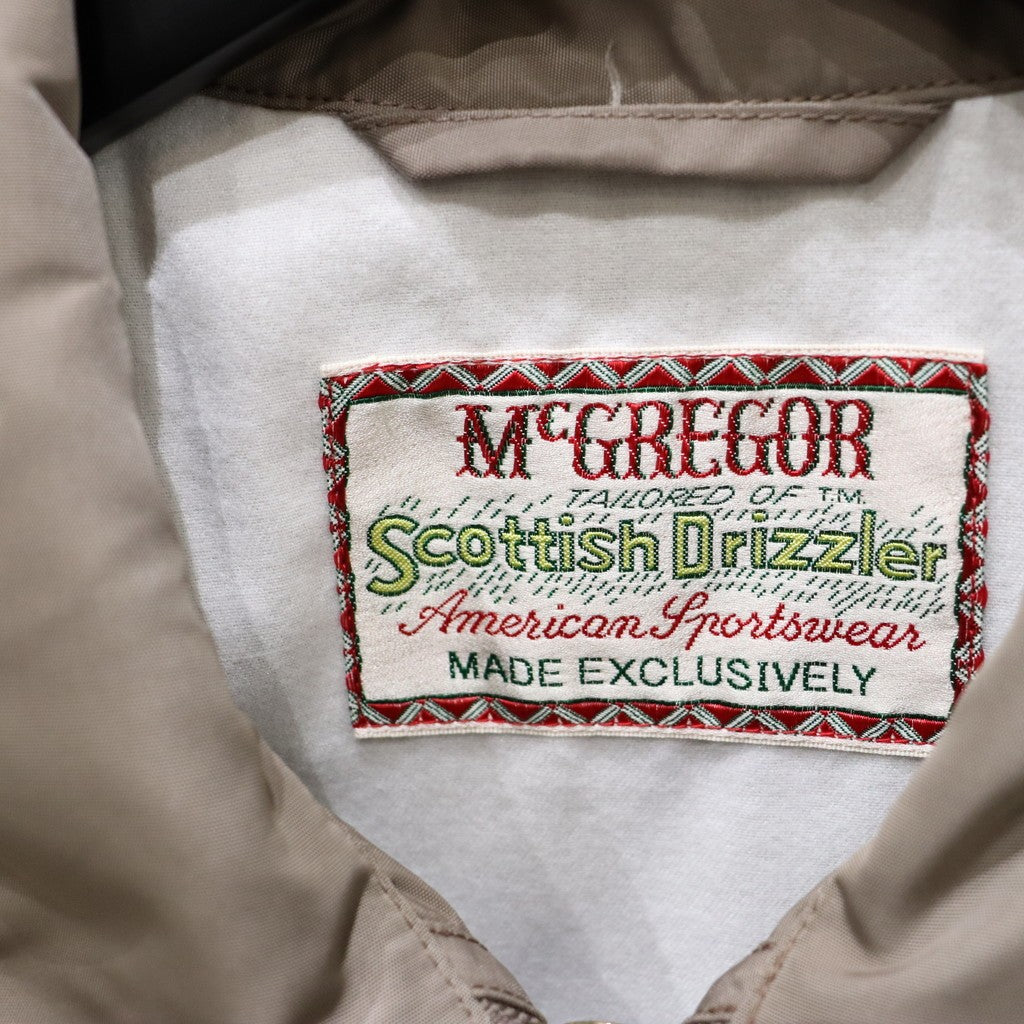 McGREGOR
TAILORED OF T.M.
Scottish Drizzler
American Sportswear
MADE EXCLUSIVELY